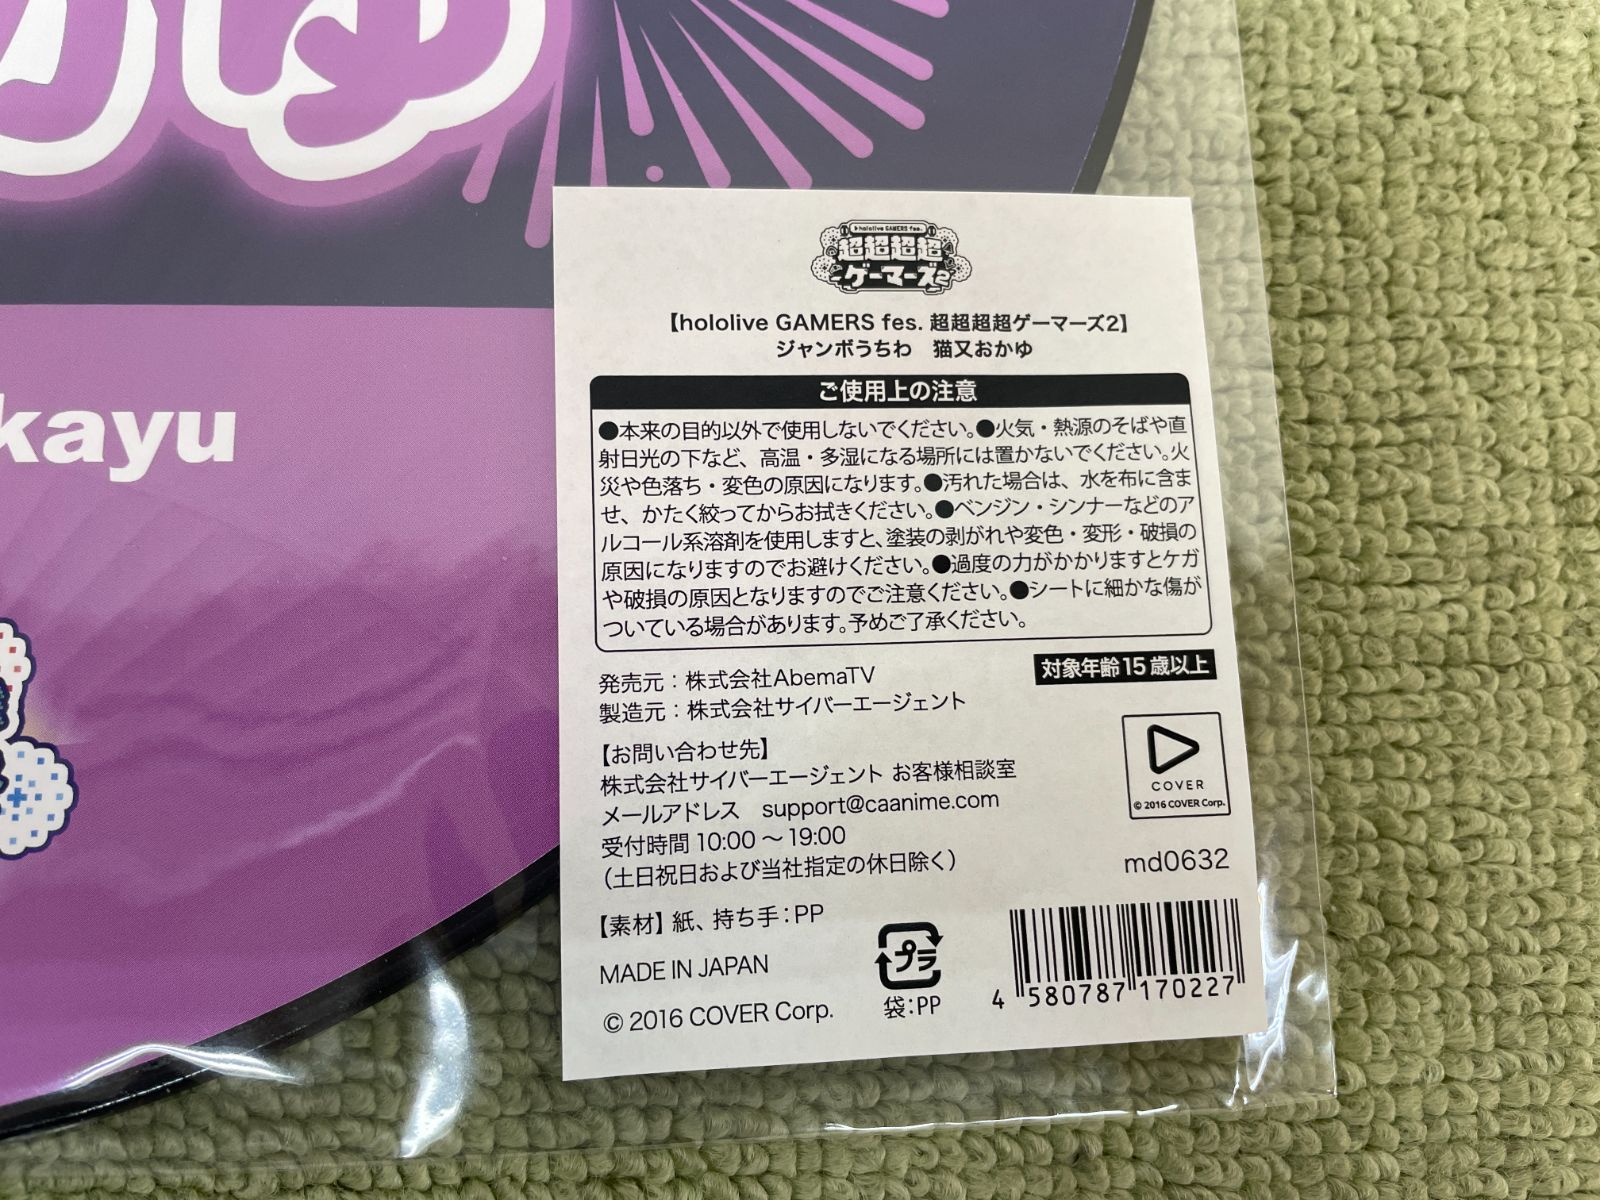 かゆ
kayu
hololive GAMERS fes.
超超超超
ゲーマーズ2
【hololive GAMERS fes. 超超超超ゲーマーズ2】
ジャンボうちわ　猫又おかゆ
ご使用上の注意
●本来の目的以外で使用しないでください。●火気・熱源のそばや直
射日光の下など、高温・多湿になる場所には置かないでください。火
災や色落ち・変色の原因になります。●汚れた場合は、水を布に含ま
せ、かたく絞ってからお拭きください。●ベンジン・シンナーなどのア
ルコール系溶剤を使用しますと、塗装の剥がれや変色・変形・破損の
原因になりますのでお避けください。●過度の力がかかりますとケガ
や破損の原因となりますのでご注意ください。●シートに細かな傷が
ついている場合があります。予めご了承ください。
対象年齢15歳以上
発売元：株式会社AbemaTV
製造元：株式会社サイバーエージェント
【お問い合わせ先】
株式会社サイバーエージェント お客様相談室
メールアドレス　support@caanime.com
受付時間 10:00 ～ 19:00
（土日祝日および当社指定の休日除く）
COVER
© 2016 COVER Corp.
md0632
【素材】紙、持ち手：PP
MADE IN JAPAN
© 2016 COVER Corp.
プラ
袋：PP
4 580787 170227